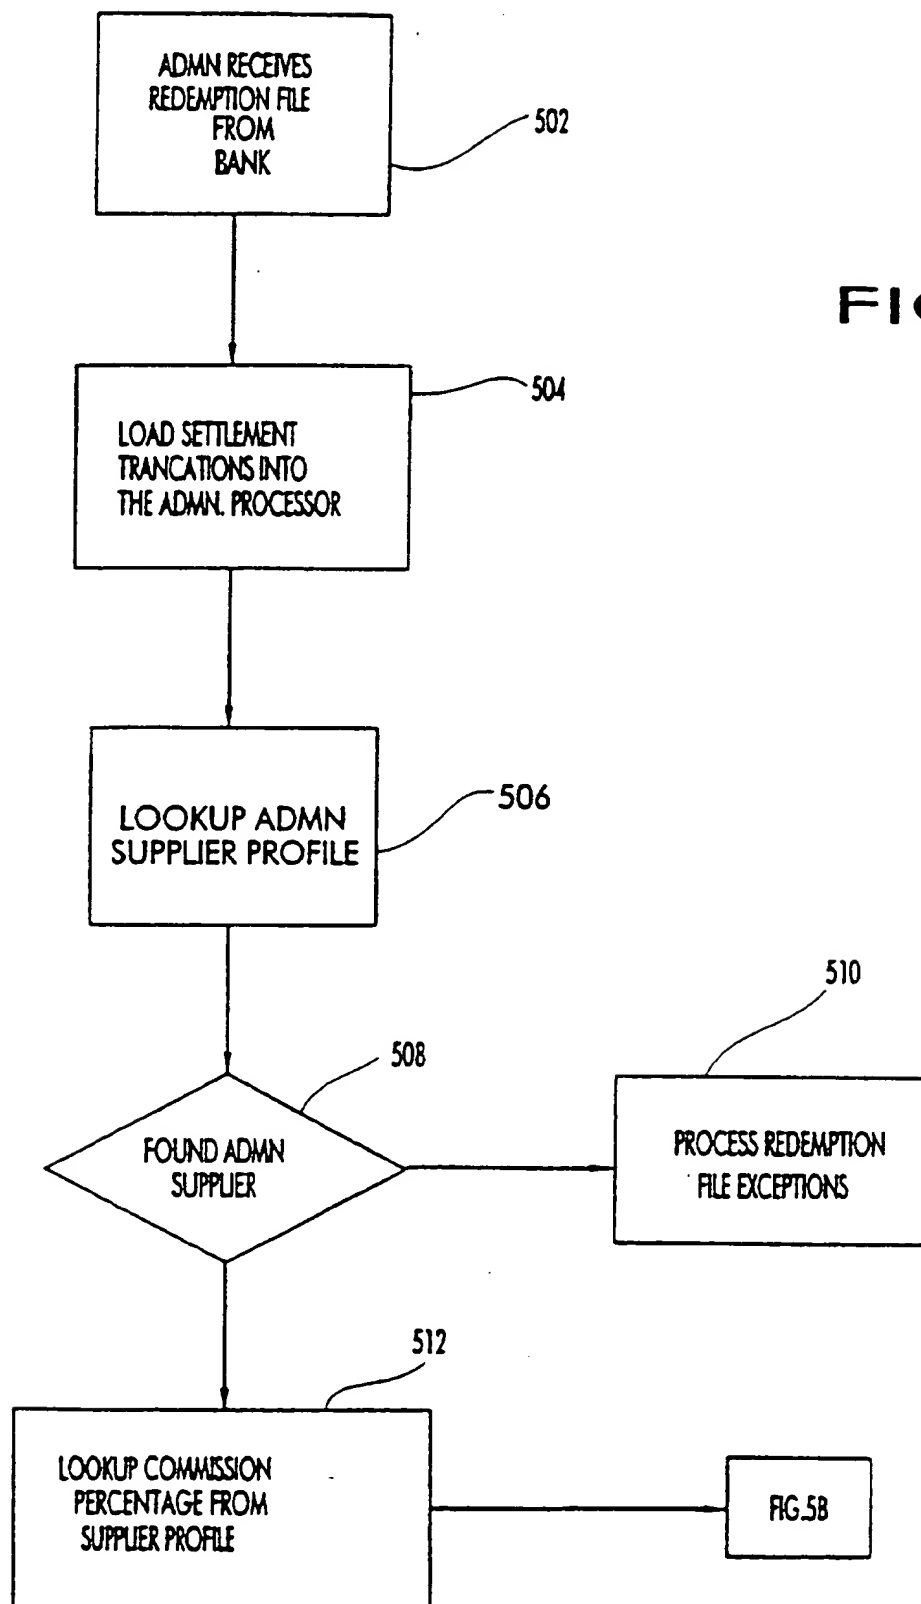 ADMN RECEIVES
REDEMPTION FILE
FROM
BANK
502
FIG
504
LOAD SETTLEMENT
TRANCATIONS INTO
THE ADMN. PROCESSOR
LOOKUP ADMN
SUPPLIER PROFILE
506
508
510
FOUND ADMN
SUPPLIER
PROCESS REDEMPTION
FILE EXCEPTIONS
512
LOOKUP COMMISSION
PERCENTAGE FROM
SUPPLIER PROFILE
FIG.5B